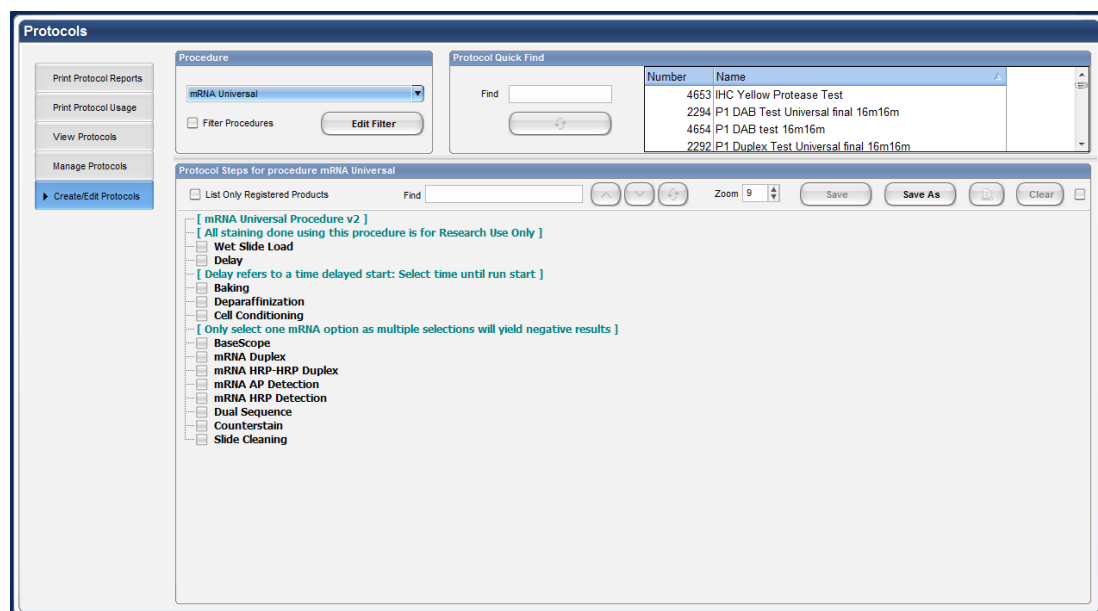 Protocols
Print Protocol Reports
Print Protocol Usage
View Protocols
Manage Protocols
Create/Edit Protocols
Procedure
mRNA Universal
Filter Procedures
Edit Filter
Protocol Quick Find
Find
Number Name
4653 IHC Yellow Protease Test
2294 P1 DAB Test Universal final 16m16m
4654 P1 DAB test 16m16m
2292 P1 Duplex Test Universal final 16m16m
Protocol Steps for procedure mRNA Universal
List Only Registered Products Find Zoom 9 Save Save As Clear
[ mRNA Universal Procedure v2 ]
[ All staining done using this procedure is for Research Use Only ]
Wet Slide Load
Delay
[ Delay refers to a time delayed start: Select time until run start ]
Baking
Deparaffinization
Cell Conditioning
[ Only select one mRNA option as multiple selections will yield negative results ]
BaseScope
mRNA Duplex
mRNA HRP-HRP Duplex
mRNA AP Detection
mRNA HRP Detection
Dual Sequence
Counterstain
Slide Cleaning